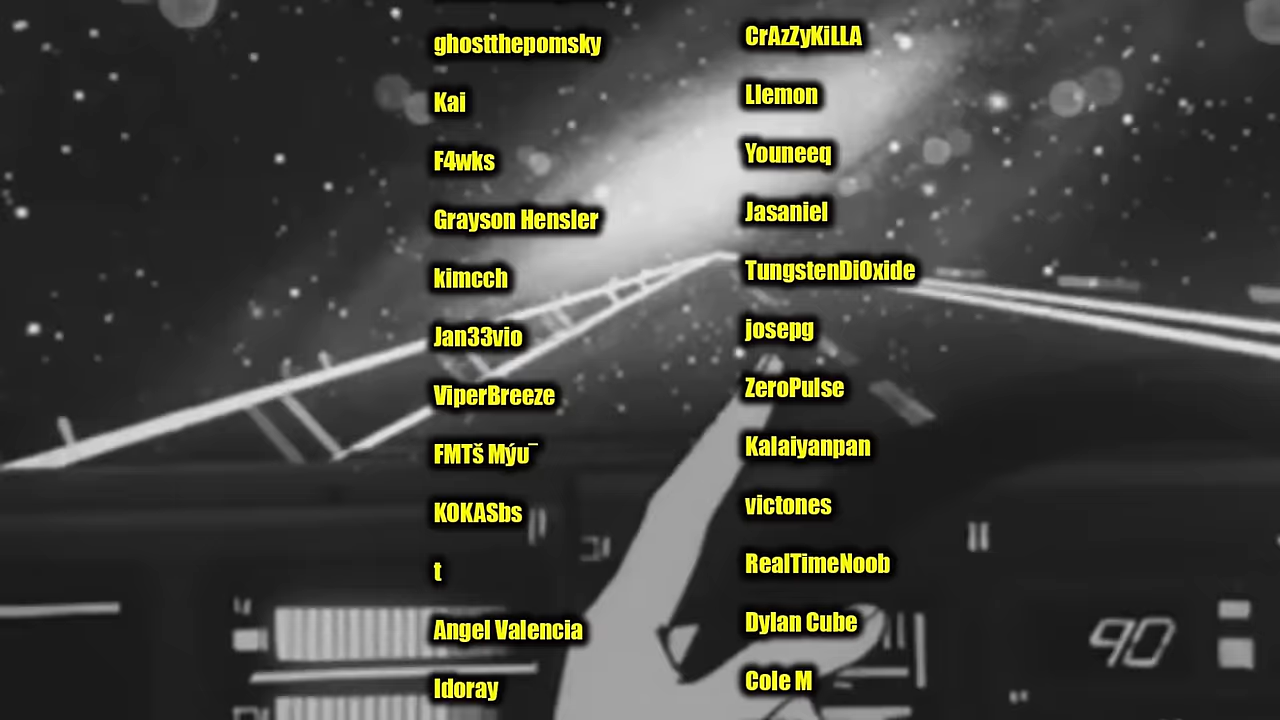 ghostthepomsky
Kai
F4wks
Grayson Hensler
kimcch
Jan33vio
ViperBreeze
FMTš Mýu¯
KOKASbs
t
Angel Valencia
Idoray
CrAzZyKiLLA
Llemon
Youneeq
Jasaniel
TungstenDiOxide
josepg
ZeroPulse
Kalaiyanpan
victones
RealTimeNoob
Dylan Cube
Cole M
90